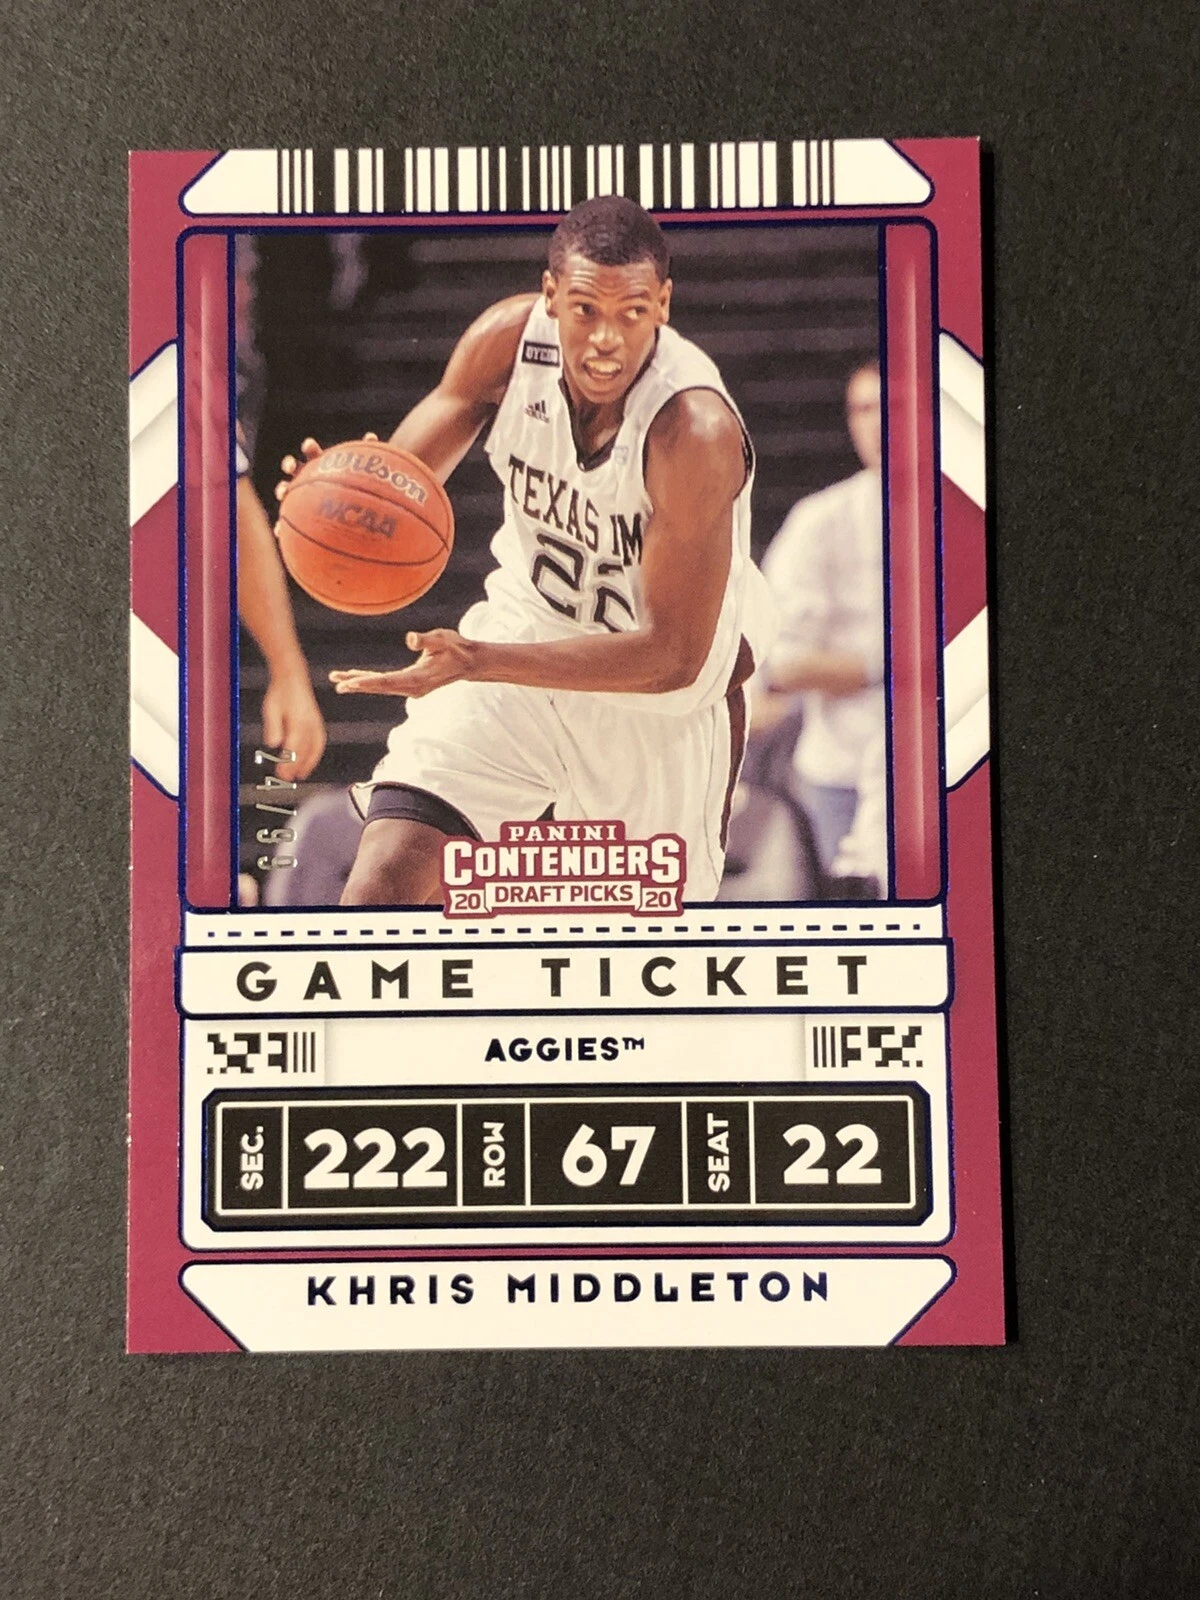 Wilson
NCAA
TEXAS
22
24/99
PANINI
CONTENDERS
20 DRAFT PICKS 20
GAME TICKET
AGGIES™
SEC. 222 ROW 67 SEAT 22
KHRIS MIDDLETON